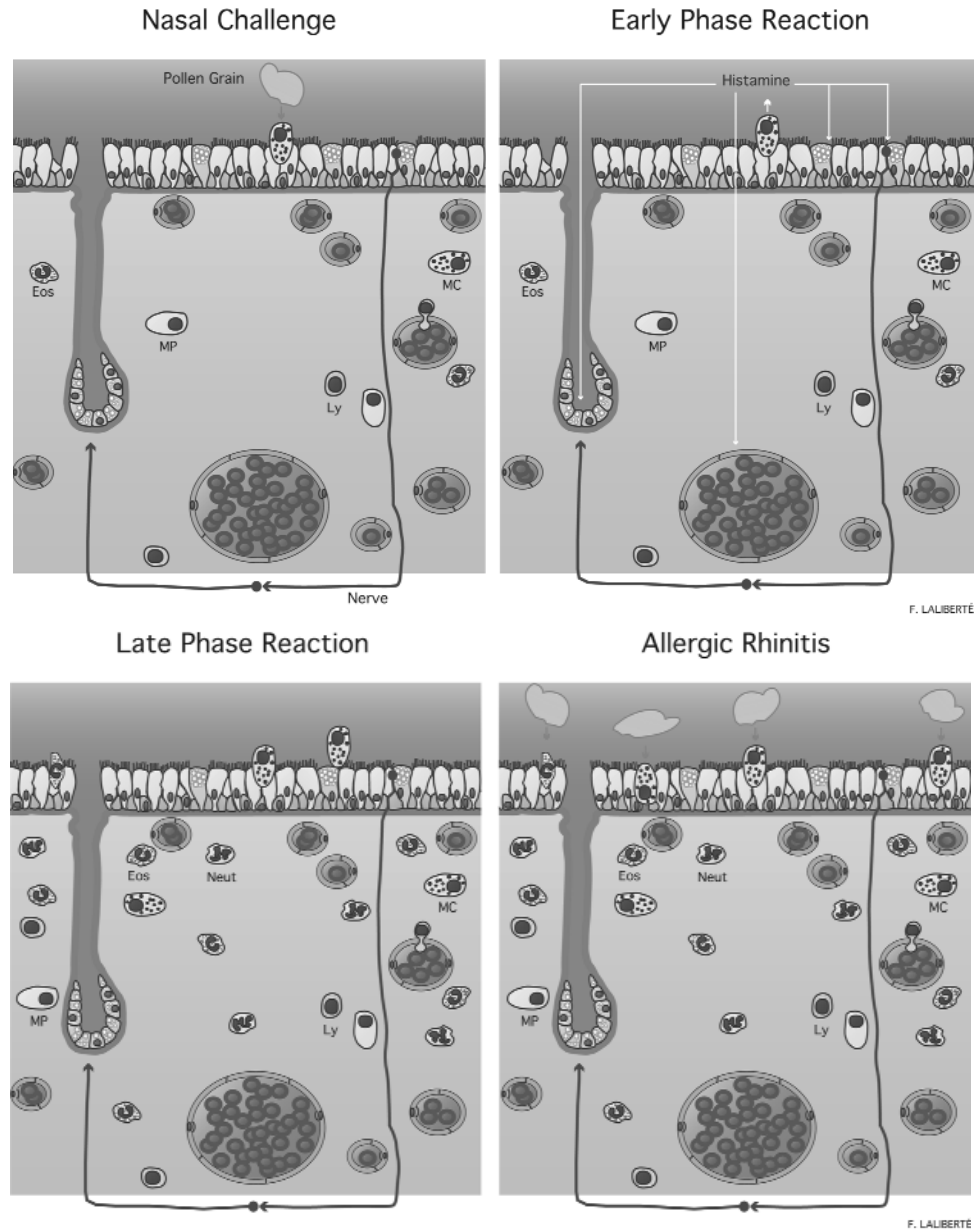 Nasal Challenge
Pollen Grain
Eos
MP
MC
Ly
Nerve
Early Phase Reaction
Histamine
Eos
MP
MC
Ly
F. LALIBERTÉ
Late Phase Reaction
Eos
Neut
MC
MP
Ly
Allergic Rhinitis
Eos
Neut
MC
MP
Ly
F. LALIBERTÉ